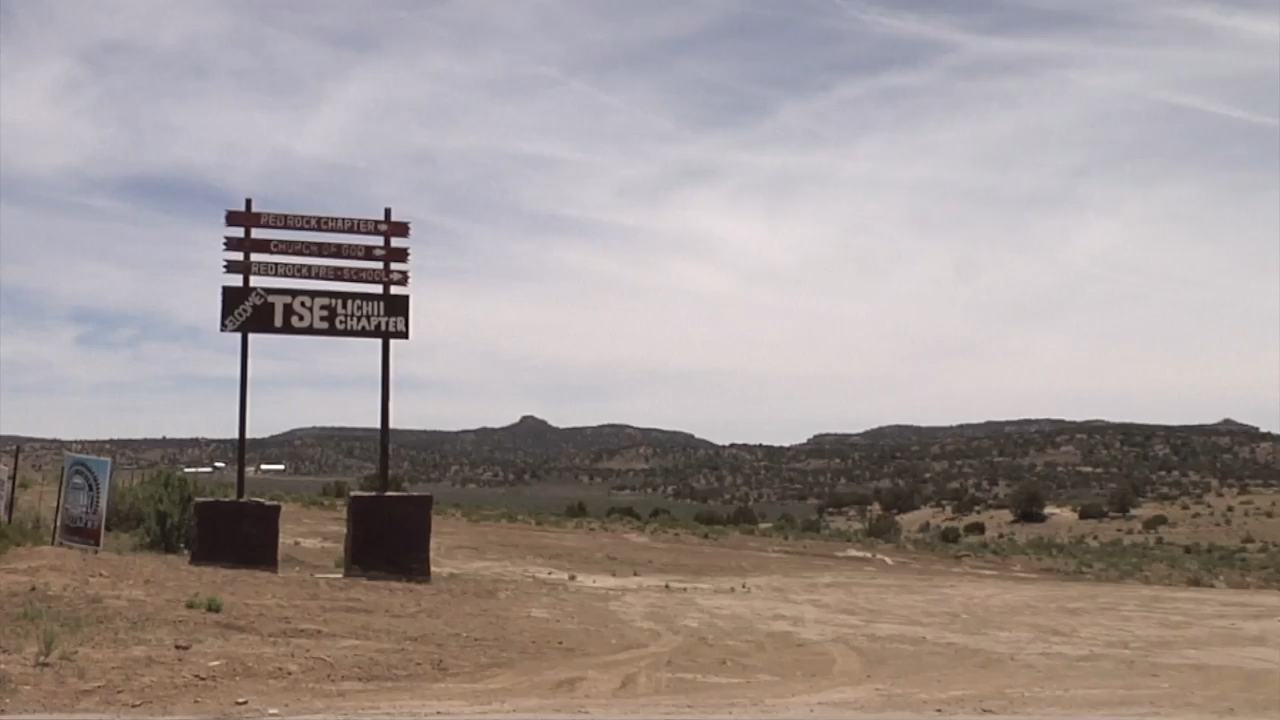 RED ROCK CHAPTER
CHURCH OF GOD
RED ROCK PRE-SCHOOL
WELCOME!
TSE'LICHII
CHAPTER